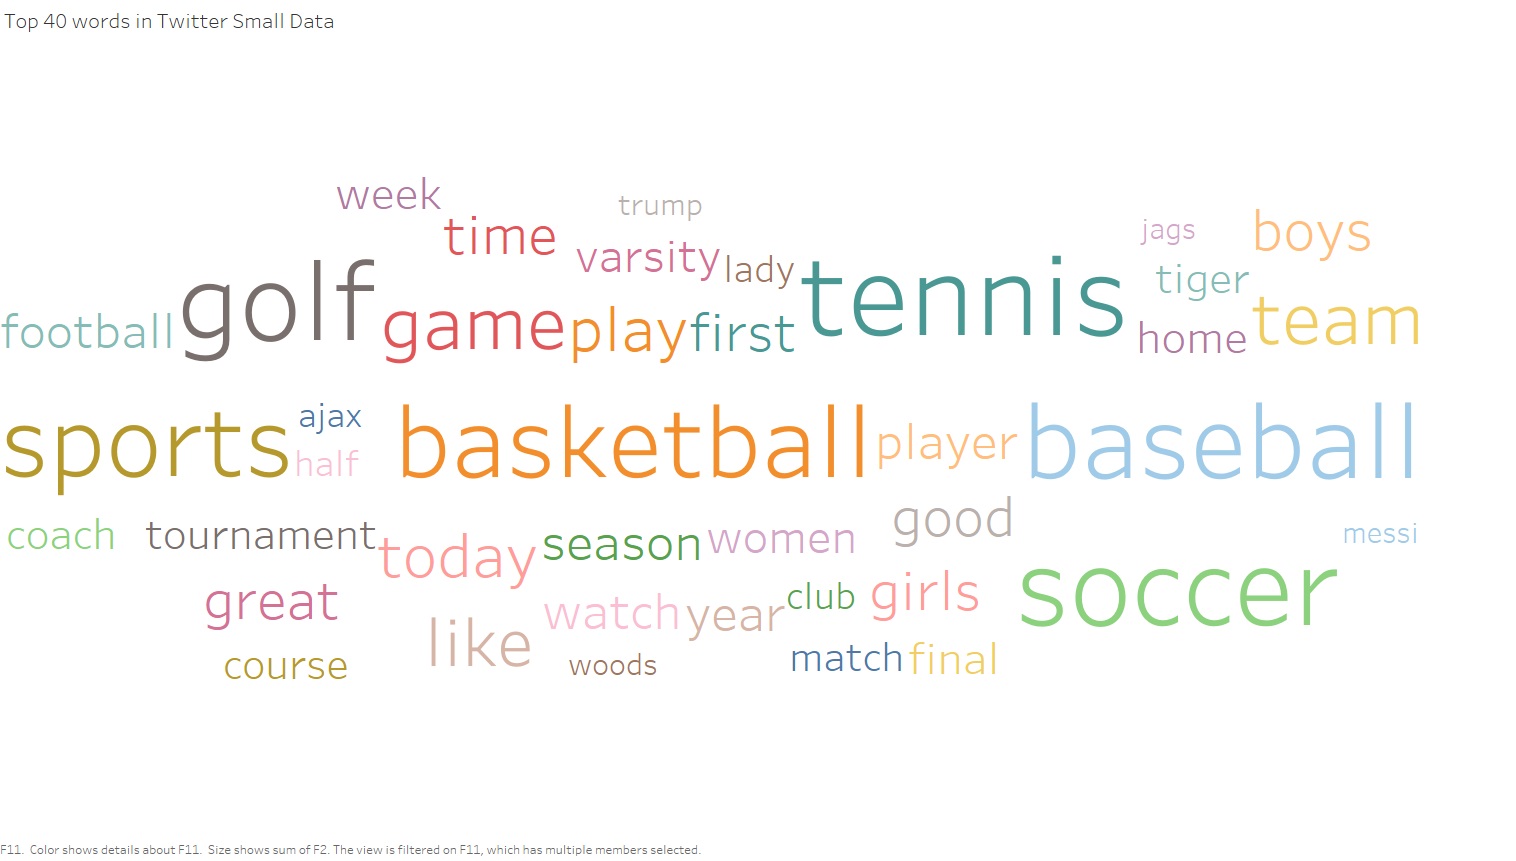 Top 40 words in Twitter Small Data
week
trump
time
varsity
lady
jags
boys
tiger
football
golf
game
play
first
tennis
home
team
sports
ajax
half
basketball
player
baseball
coach
tournament
today
season
women
good
messi
great
like
watch
year
club
girls
soccer
course
woods
match
final
F11. Color shows details about F11. Size shows sum of F2. The view is filtered on F11, which has multiple members selected.